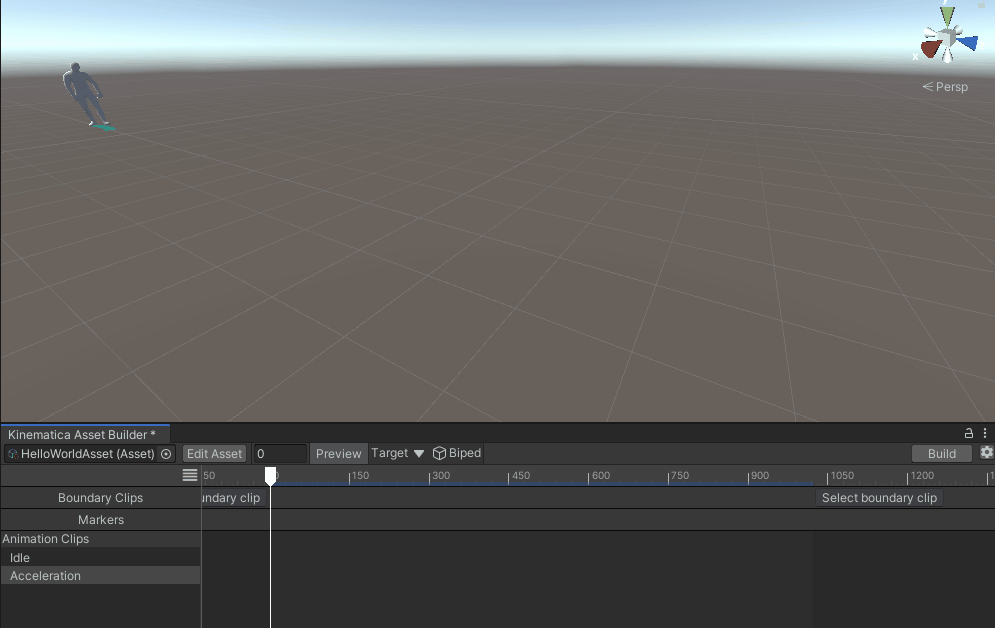 x
Persp
Kinematica Asset Builder *
HelloWorldAsset (Asset) Edit Asset 0 Preview Target Biped Build
50 150 300 450 600 750 900 1050 1200
Boundary Clips undary clip Select boundary clip
Markers
Animation Clips
Idle
Acceleration